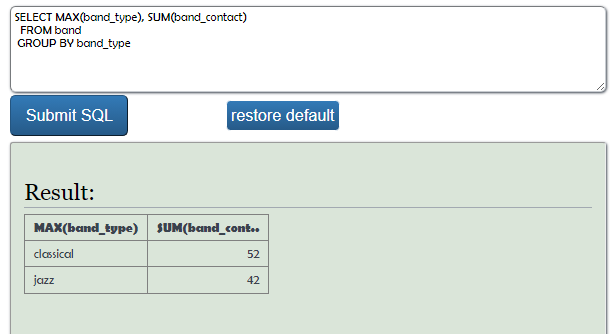 SELECT MAX(band_type), SUM(band_contact)
FROM band
GROUP BY band_type
Submit SQL
restore default
Result:
MAX(band_type) SUM(band_cont..
classical 52
jazz 42